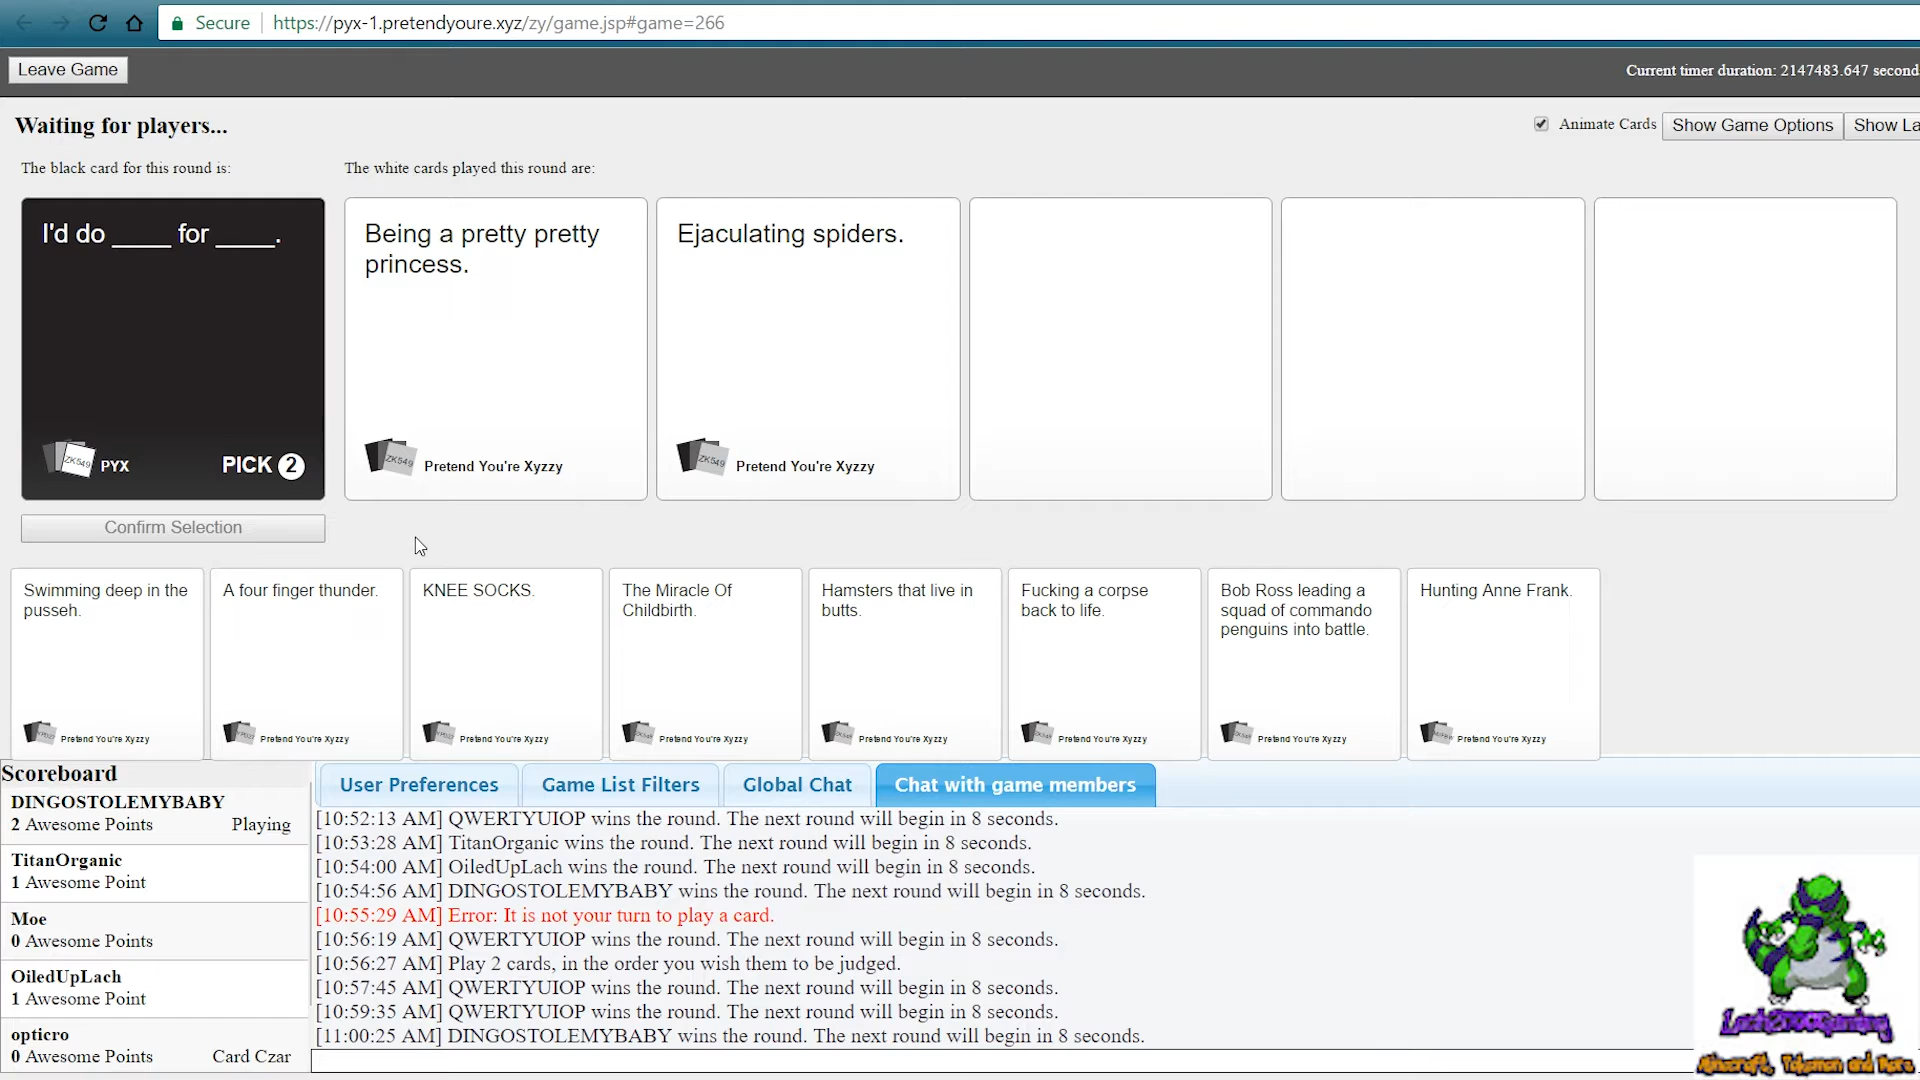 Secure https://pyx-1.pretendyoure.xyz/zy/game.jsp#game=266
Leave Game
Current timer duration: 2147483.647 second
Waiting for players...
Animate Cards
Show Game Options
Show La
The black card for this round is:
The white cards played this round are:
I'd do ____ for ____.
PYX
PICK 2
Being a pretty pretty
princess.
Pretend You're Xyzzy
Ejaculating spiders.
Pretend You're Xyzzy
Confirm Selection
Swimming deep in the
pusseh.
Pretend You're Xyzzy
A four finger thunder.
Pretend You're Xyzzy
KNEE SOCKS.
Pretend You're Xyzzy
The Miracle Of
Childbirth.
Pretend You're Xyzzy
Hamsters that live in
butts.
Pretend You're Xyzzy
Fucking a corpse
back to life.
Pretend You're Xyzzy
Bob Ross leading a
squad of commando
penguins into battle.
Pretend You're Xyzzy
Hunting Anne Frank.
Pretend You're Xyzzy
Scoreboard
DINGOSTOLEMYBABY
2 Awesome Points Playing
TitanOrganic
1 Awesome Point
Moe
0 Awesome Points
OiledUpLach
1 Awesome Point
opticro
0 Awesome Points Card Czar
User Preferences
Game List Filters
Global Chat
Chat with game members
[10:52:13 AM] QWERTYUIOP wins the round. The next round will begin in 8 seconds.
[10:53:28 AM] TitanOrganic wins the round. The next round will begin in 8 seconds.
[10:54:00 AM] OiledUpLach wins the round. The next round will begin in 8 seconds.
[10:54:56 AM] DINGOSTOLEMYBABY wins the round. The next round will begin in 8 seconds.
[10:55:29 AM] Error: It is not your turn to play a card.
[10:56:19 AM] QWERTYUIOP wins the round. The next round will begin in 8 seconds.
[10:56:27 AM] Play 2 cards, in the order you wish them to be judged.
[10:57:45 AM] QWERTYUIOP wins the round. The next round will begin in 8 seconds.
[10:59:35 AM] QWERTYUIOP wins the round. The next round will begin in 8 seconds.
[11:00:25 AM] DINGOSTOLEMYBABY wins the round. The next round will begin in 8 seconds.
Minecraft, Pokemon and More